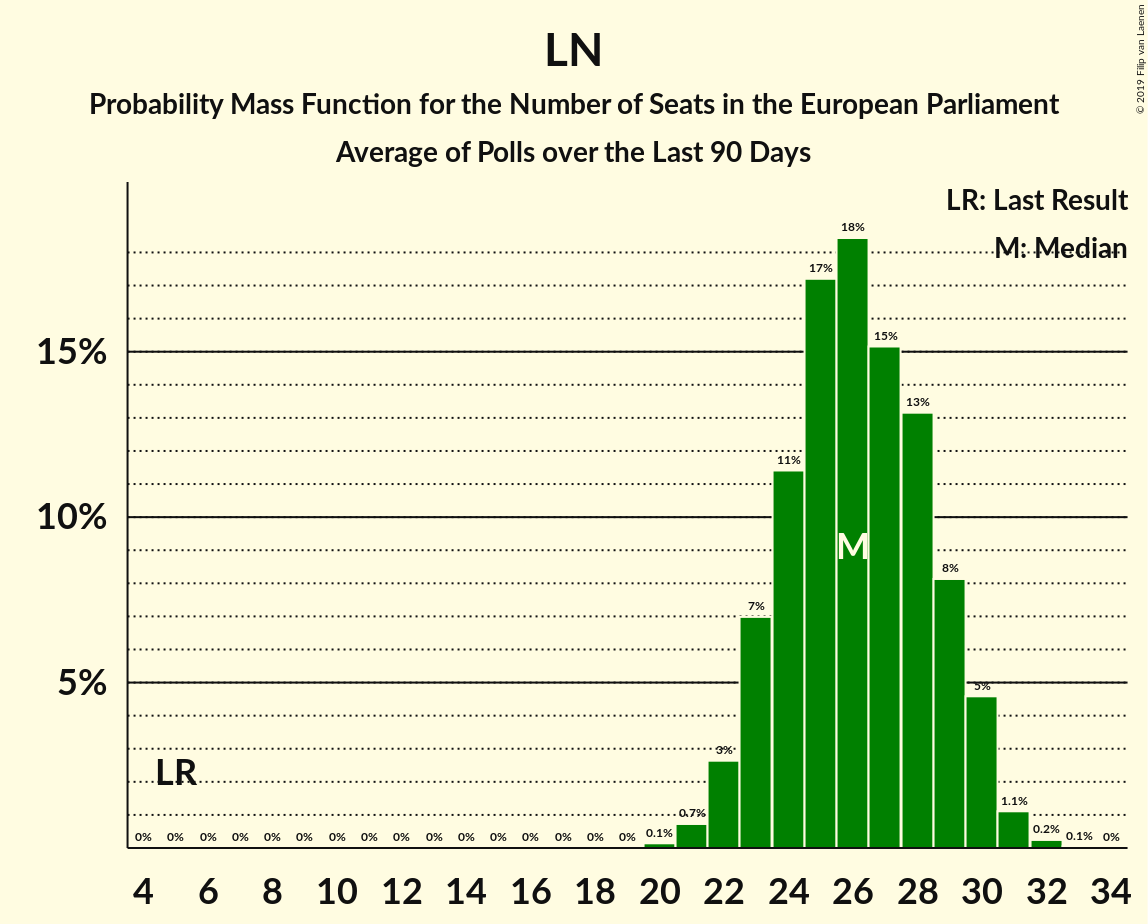 LN
Probability Mass Function for the Number of Seats in the European Parliament
Average of Polls over the Last 90 Days
© 2019 Filip van Laenen
LR: Last Result
M: Median
18%
17%
15%
15%
13%
11%
10%
M
8%
7%
5%
5%
3%
LR
1.1%
0.7%
0% 0% 0% 0% 0% 0% 0% 0% 0% 0% 0% 0% 0% 0% 0% 0% 0.1% 0.2% 0.1% 0%
4 6 8 10 12 14 16 18 20 22 24 26 28 30 32 34